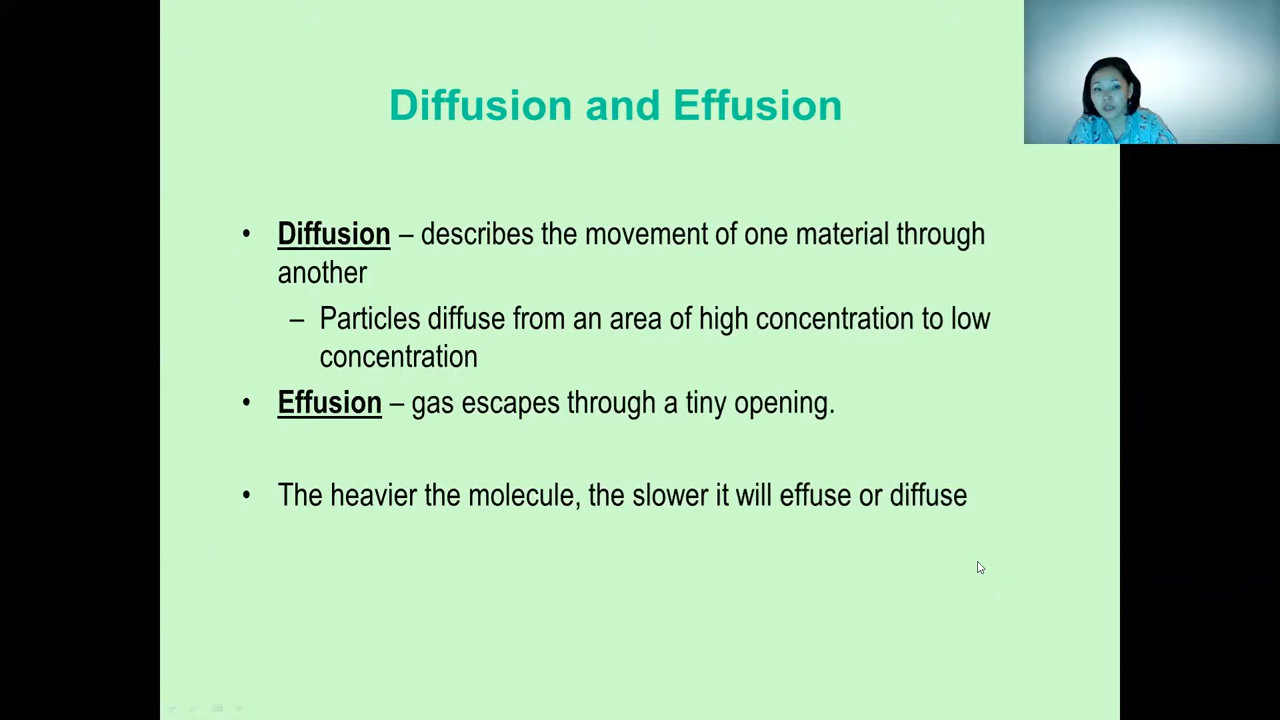 Diffusion and Effusion
• Diffusion – describes the movement of one material through
another
– Particles diffuse from an area of high concentration to low
concentration
• Effusion – gas escapes through a tiny opening.
• The heavier the molecule, the slower it will effuse or diffuse